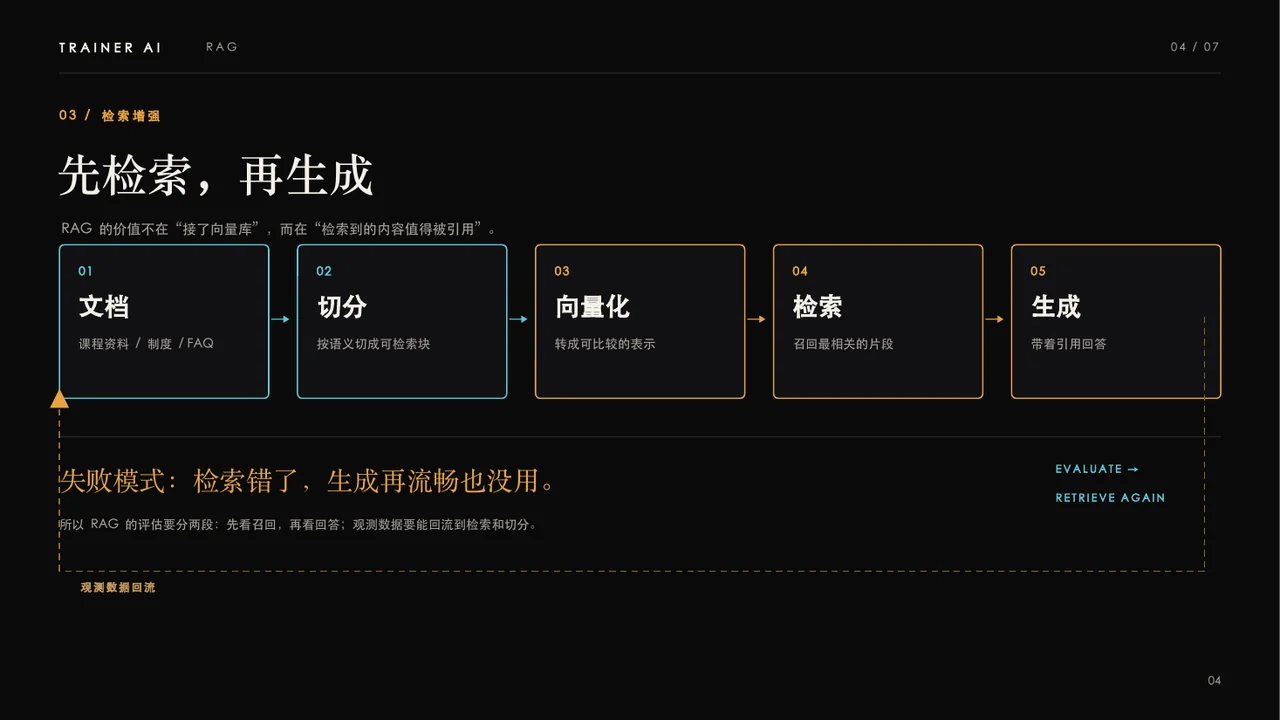 TRAINER AI
RAG
04 / 07
03 / 检索增强
先检索，再生成
RAG 的价值不在“接了向量库”，而在“检索到的内容值得被引用”。
01
文档
课程资料 / 制度 / FAQ
→
02
切分
按语义切成可检索块
→
03
向量化
转成可比较的表示
→
04
检索
召回最相关的片段
→
05
生成
带着引用回答
失败模式：检索错了，生成再流畅也没用。
所以 RAG 的评估要分两段：先看召回，再看回答；观测数据要能回流到检索和切分。
EVALUATE →
RETRIEVE AGAIN
观测数据回流
04